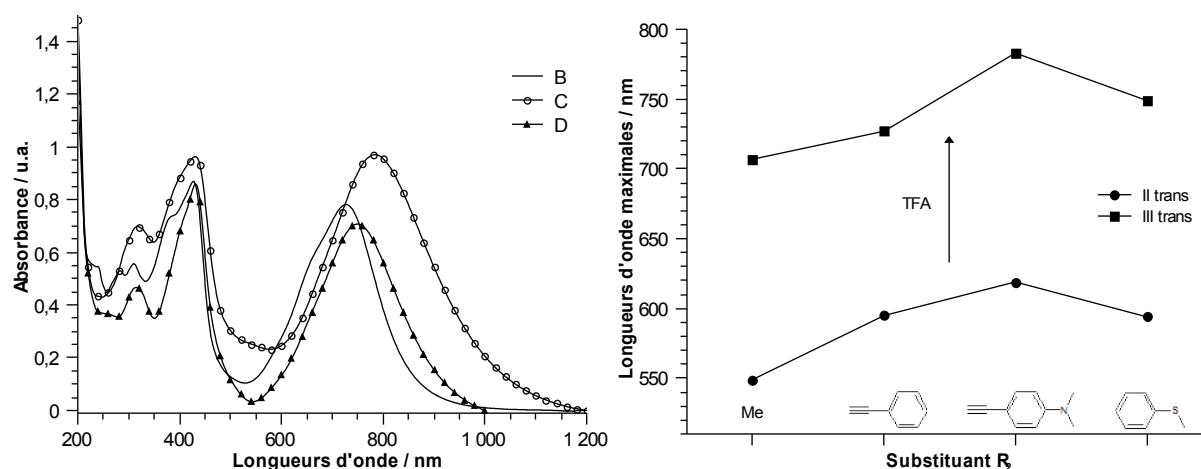 Absorbance / u.a.
1,4
1,2
1
0,8
0,6
0,4
0,2
0
200
400
600
800
1 000
1 200
Longueurs d'onde / nm
B
C
D
Longueurs d'onde maximales / nm
800
750
700
650
600
550
TFA
II trans
III trans
Me
N
S
Substituant R